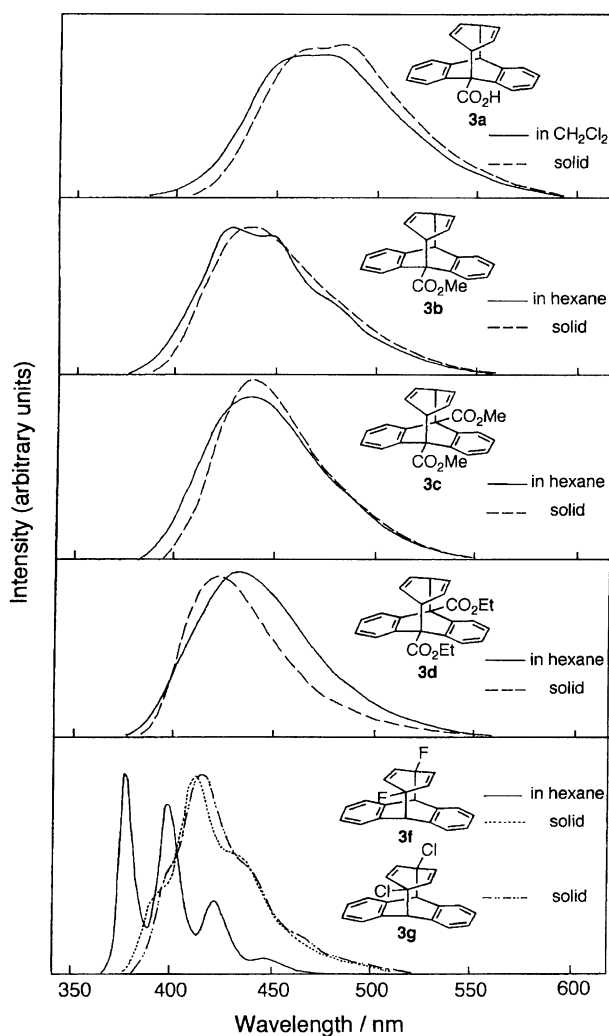 CO₂H
3a
in CH₂Cl₂
solid
CO₂Me
3b
in hexane
solid
CO₂Me
CO₂Me
3c
in hexane
solid
CO₂Et
CO₂Et
3d
in hexane
solid
F
F
3f
in hexane
solid
Cl
Cl
3g
solid
Intensity (arbitrary units)
350 400 450 500 550 600
Wavelength / nm